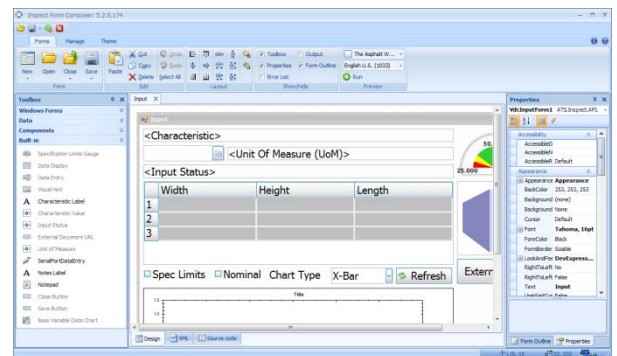 Inspect Form Composer: 5.2.0.174
Forms Manage Theme
New Open Close Save Paste
Cut Copy Delete
Undo Redo Select All
Toolbox Output
Properties Form Outline
Error List
The Asphalt W...
English U.S. (1033)
Run
Form Edit Layout Show/Hide Preview
Toolbox
Windows Forms
Data
Components
Built-in
Specification Limits Gauge
Data Display
Data Entry
Visual Hint
A Characteristic Label
Characteristic Value
Input Status
External Document URL
Unit of Measure
SerialPortDataEntry
A Notes Label
Notepad
Close Button
Save Button
Base Variable Data Chart
Input X
Input
<Characteristic>
<Unit Of Measure (UoM)>
<Input Status>
50.
25.000
Width Height Length
1
2
3
Spec Limits Nominal Chart Type X-Bar Refresh
Extern
Title
Design XML Source code
Properties
VdcInputForm1 ATS.Inspect.API.
Accessibility
AccessibleD
AccessibleN
AccessibleR Default
Appearance
Appearance Appearance
BackColor 253, 253, 253
Background (none)
Background None
Cursor Default
Font Tahoma, 16pt
ForeColor Black
FormBorder Sizable
LookAndFee DevExpress...
RightToLeft No
RightToLeft False
Text Input
Form Outline Properties